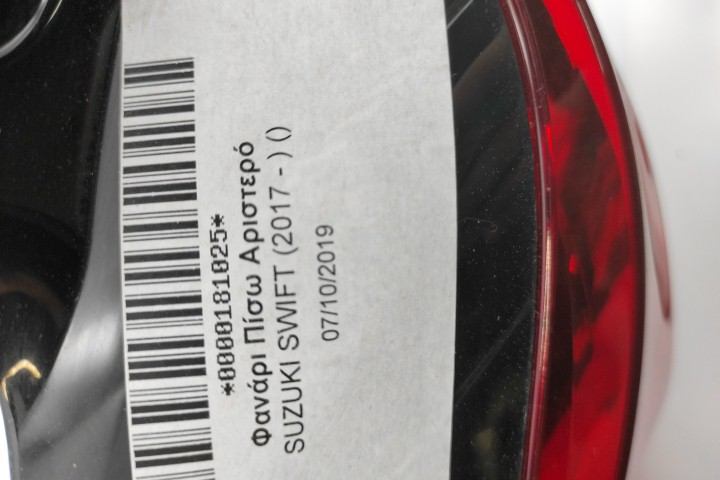 *0000181025*
Φανάρι Πίσω Αριστερό
SUZUKI SWIFT (2017 - ) ()
07/10/2019